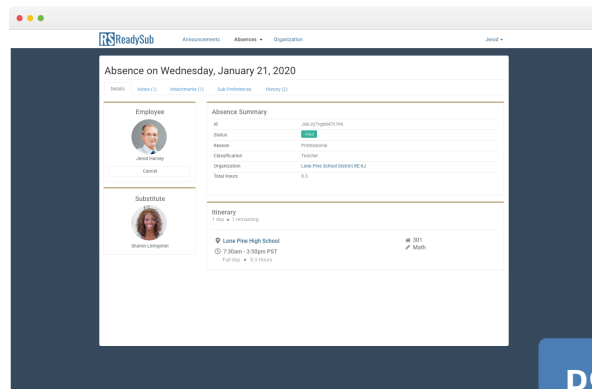 RS ReadySub
Announcements Absences Organization Jerod
Absence on Wednesday, January 21, 2020
Details Notes (1) Attachments (1) Sub Preferences History (2)
Employee
Jerod Harvey
Cancel
Substitute
Sharon Livingston
Absence Summary
Id
Status Filled
Reason Professional
Classification Teacher
Organization Lone Pine School District RE-6J
Total Hours 8.3
Itinerary
1 day • 1 remaining
Lone Pine High School
7:30am - 3:50pm PST
Full day • 8.3 Hours
301
Math